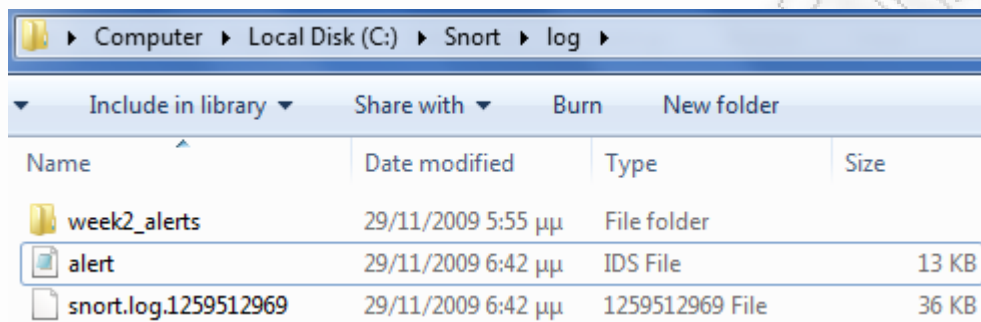 Computer ▸ Local Disk (C:) ▸ Snort ▸ log ▸
Include in library Share with Burn New folder
Name Date modified Type Size
week2_alerts 29/11/2009 5:55 μμ File folder
alert 29/11/2009 6:42 μμ IDS File 13 KB
snort.log.1259512969 29/11/2009 6:42 μμ 1259512969 File 36 KB